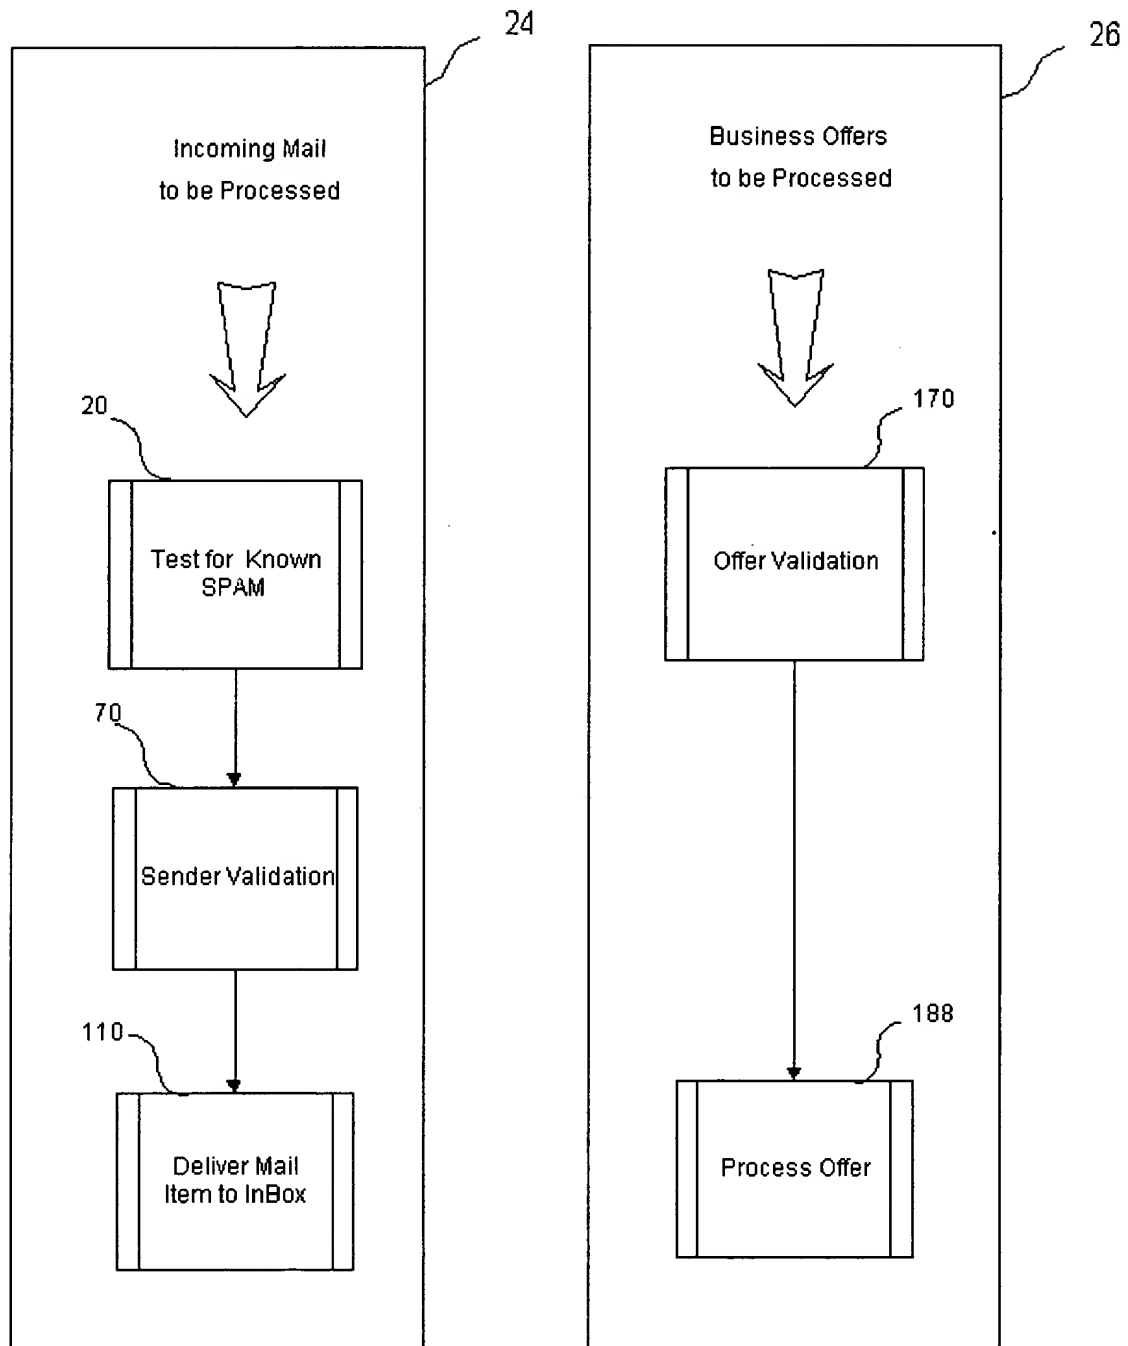 24
Incoming Mail
to be Processed
20
Test for Known
SPAM
70
Sender Validation
110
Deliver Mail
Item to InBox
26
Business Offers
to be Processed
170
Offer Validation
188
Process Offer